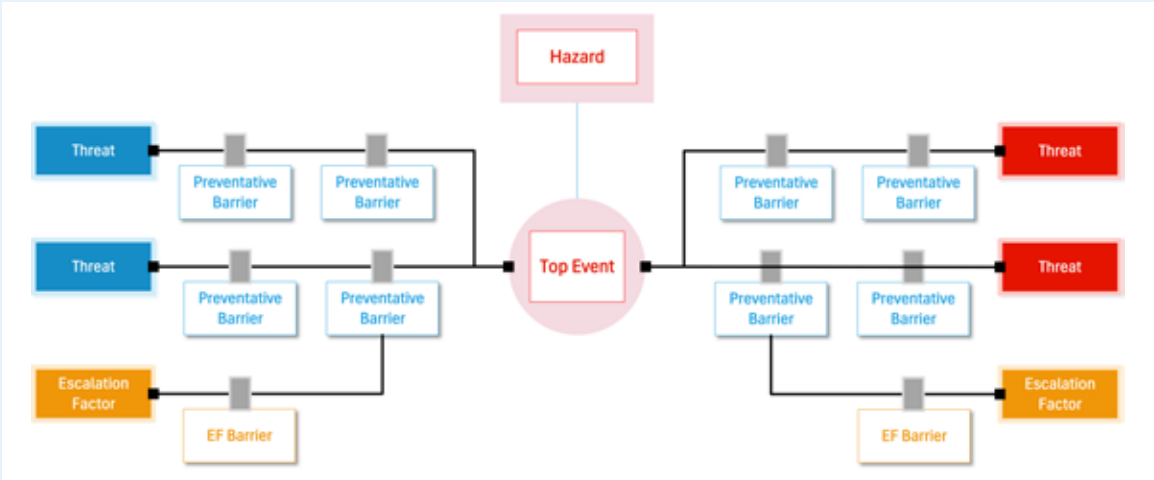 Hazard
Threat
Preventative
Barrier
Preventative
Barrier
Preventative
Barrier
Preventative
Barrier
Threat
Threat
Preventative
Barrier
Preventative
Barrier
Top Event
Preventative
Barrier
Preventative
Barrier
Threat
Escalation
Factor
EF Barrier
EF Barrier
Escalation
Factor